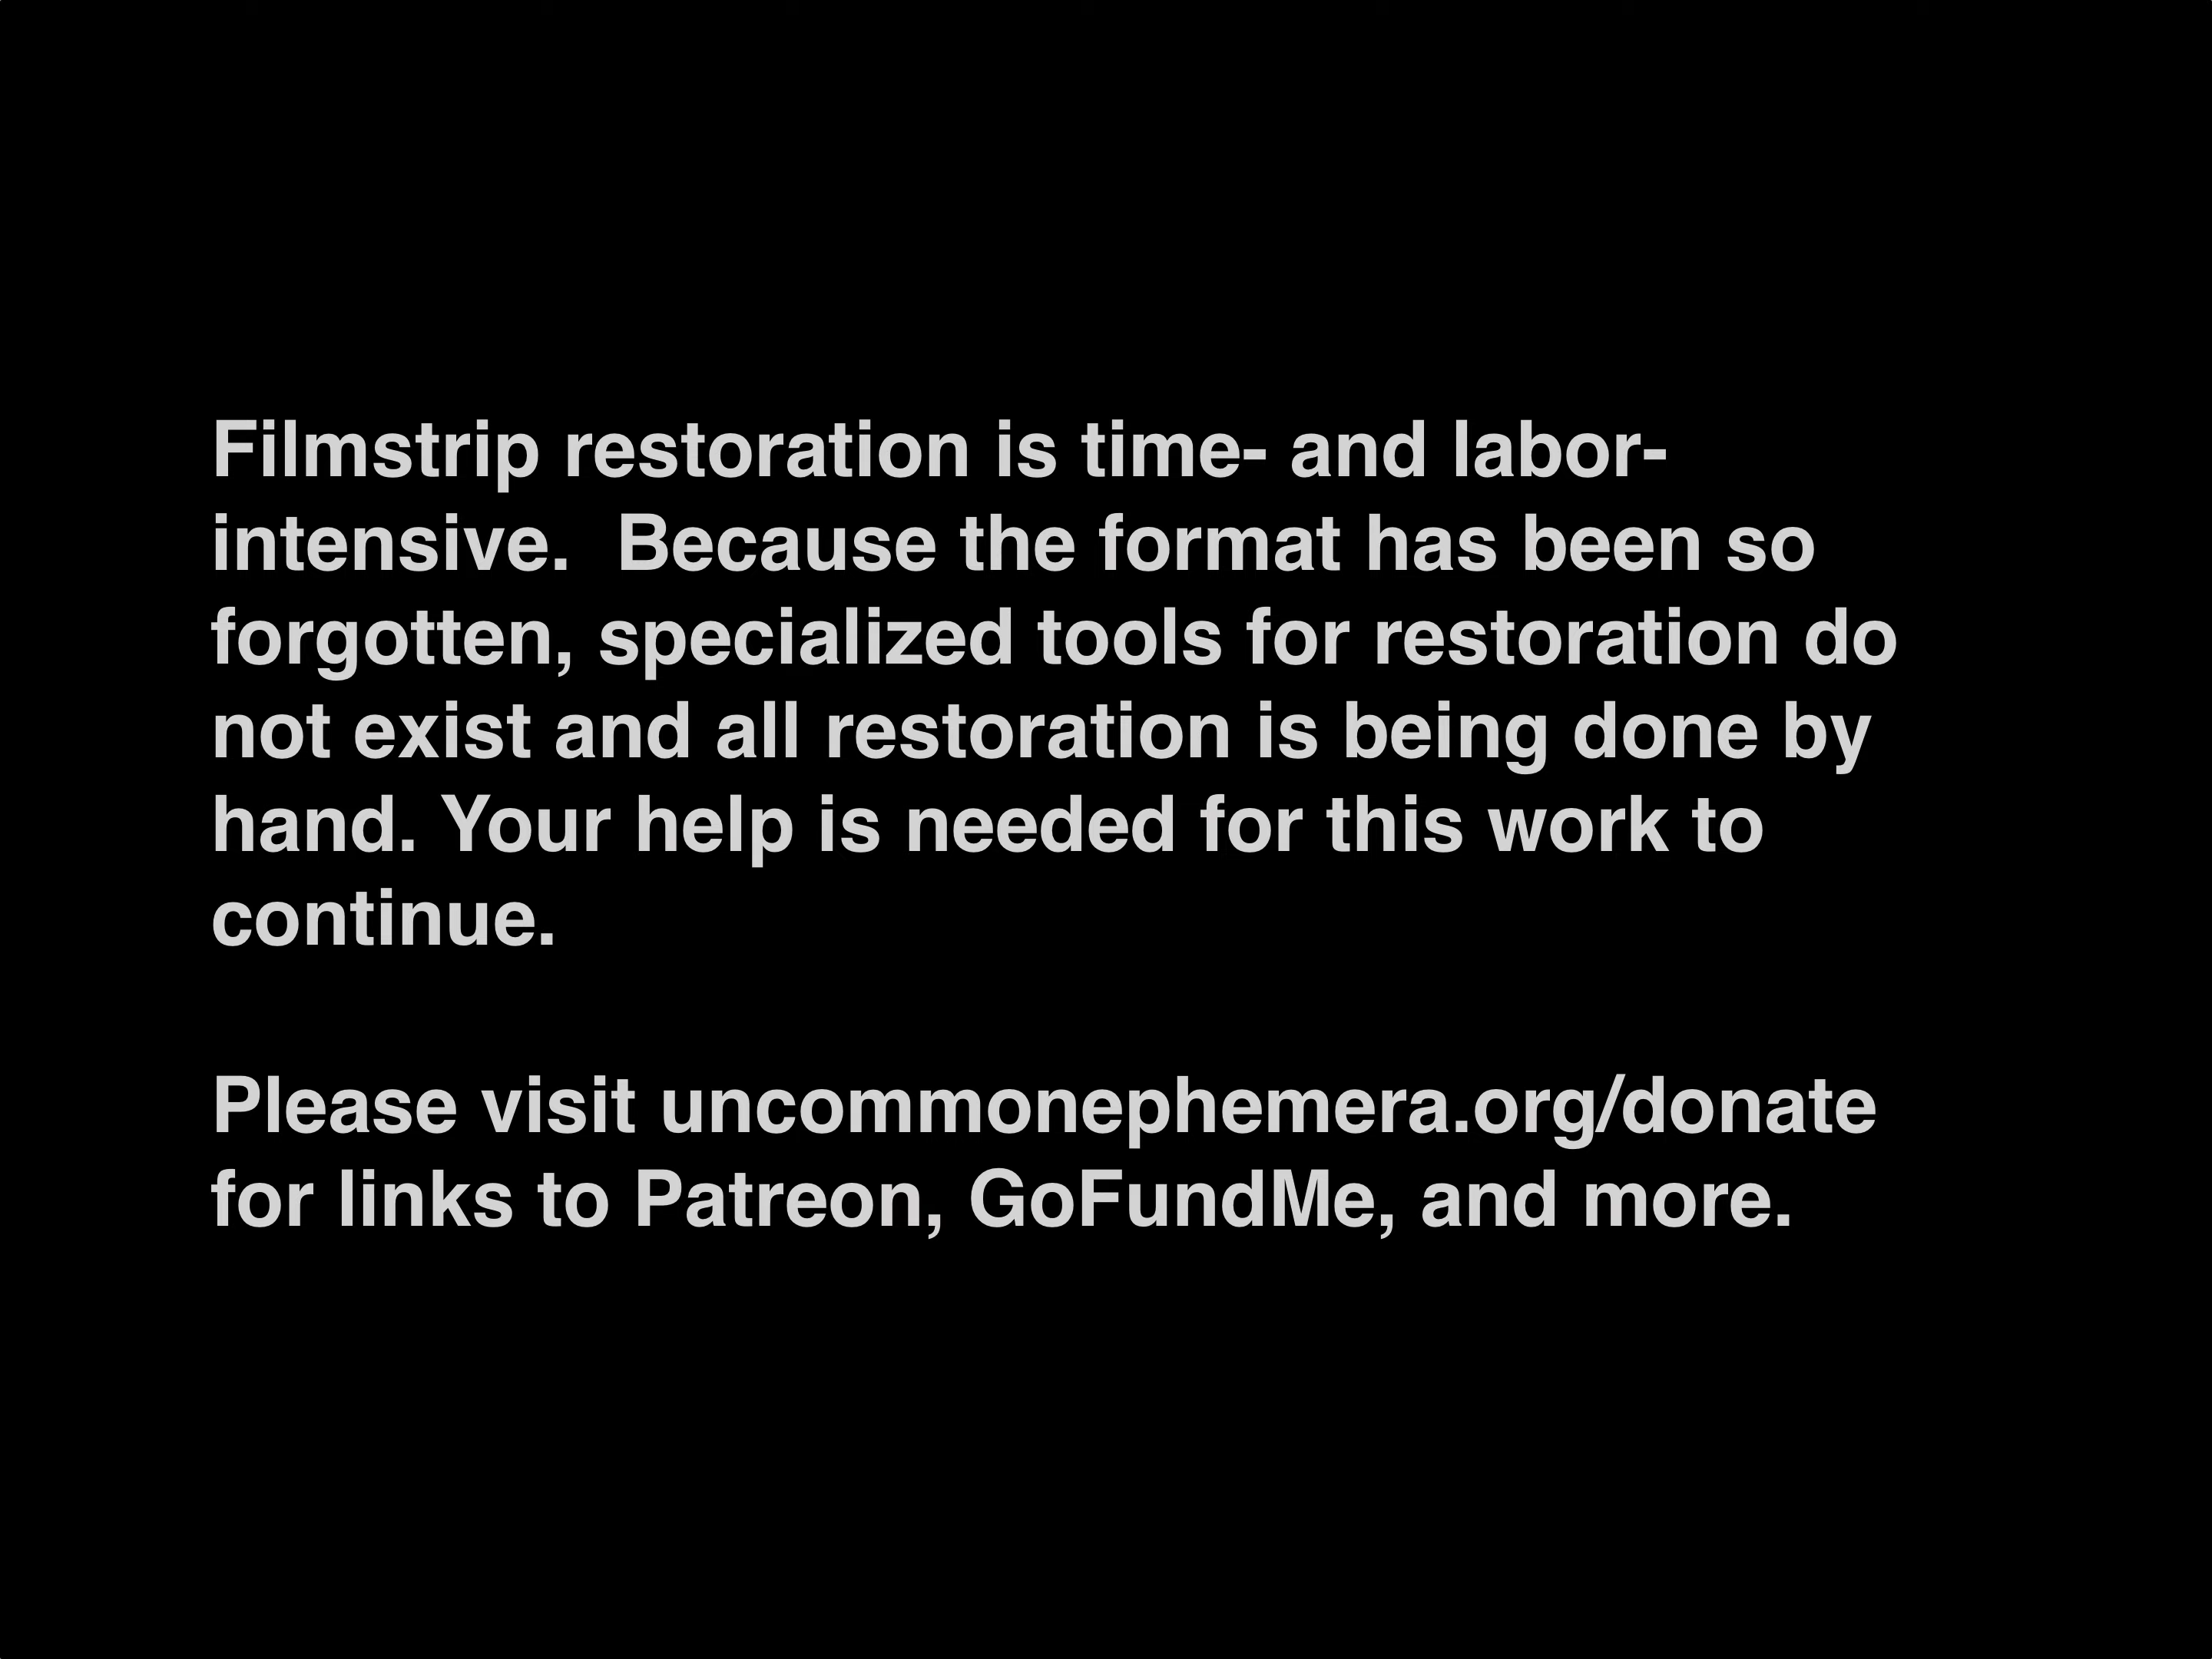 Filmstrip restoration is time- and labor-
intensive.  Because the format has been so
forgotten, specialized tools for restoration do
not exist and all restoration is being done by
hand. Your help is needed for this work to
continue.
Please visit uncommonephemera.org/donate
for links to Patreon, GoFundMe, and more.